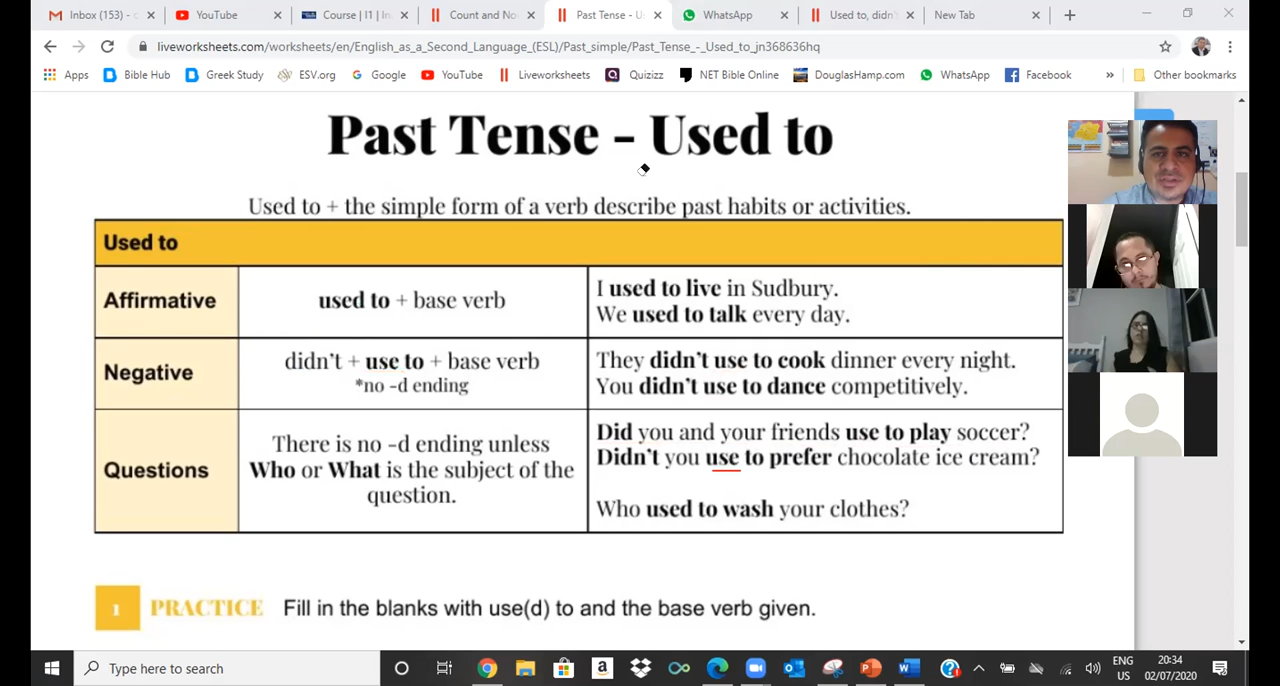 Inbox (153) - c
YouTube
Course | I1 | In
Count and No
Past Tense - U
WhatsApp
Used to, didn'
New Tab
liveworksheets.com/worksheets/en/English_as_a_Second_Language_(ESL)/Past_simple/Past_Tense_-_Used_to_jn368636hq
Apps
Bible Hub
Greek Study
ESV.org
Google
YouTube
Liveworksheets
Quizizz
NET Bible Online
DouglasHamp.com
WhatsApp
Facebook
»
Other bookmarks
Past Tense - Used to
Used to + the simple form of a verb describe past habits or activities.
Used to
Affirmative
used to + base verb
I used to live in Sudbury.
We used to talk every day.
Negative
didn't + use to + base verb
*no -d ending
They didn't use to cook dinner every night.
You didn't use to dance competitively.
Questions
There is no -d ending unless
Who or What is the subject of the
question.
Did you and your friends use to play soccer?
Didn't you use to prefer chocolate ice cream?
Who used to wash your clothes?
1 PRACTICE Fill in the blanks with use(d) to and the base verb given.
Type here to search
ENG
US
20:34
02/07/2020